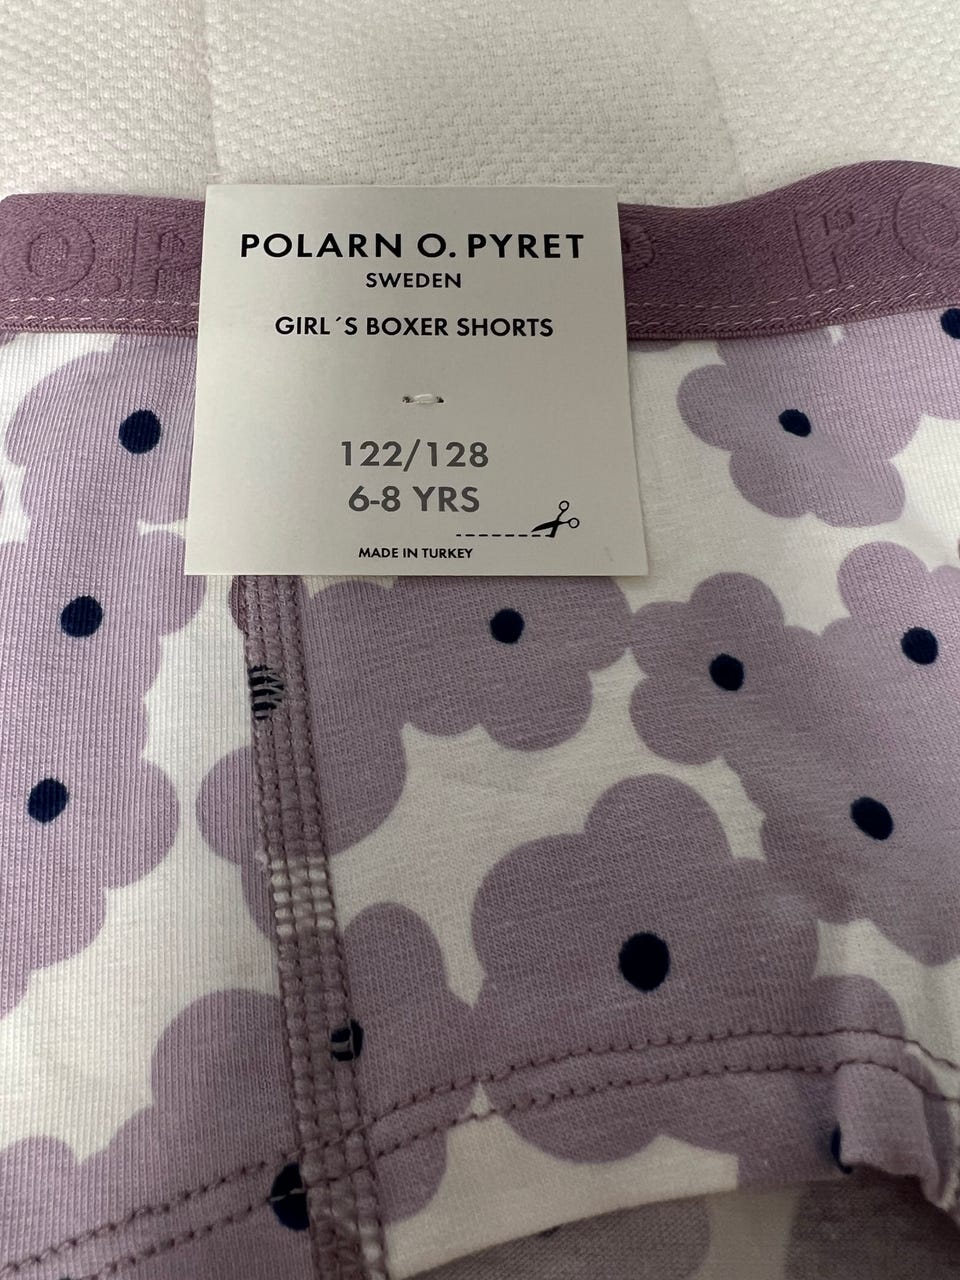 POLARN O. PYRET
SWEDEN
GIRL´S BOXER SHORTS
122/128
6-8 YRS
MADE IN TURKEY